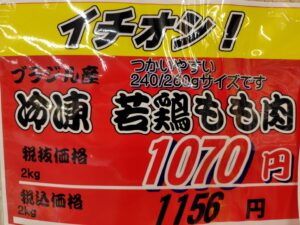 イチオシ！
ブラジル産
つかいやすい
240/260gサイズです
冷凍 若鶏もも肉
税抜価格
2kg
1070円
税込価格
2kg
1156円